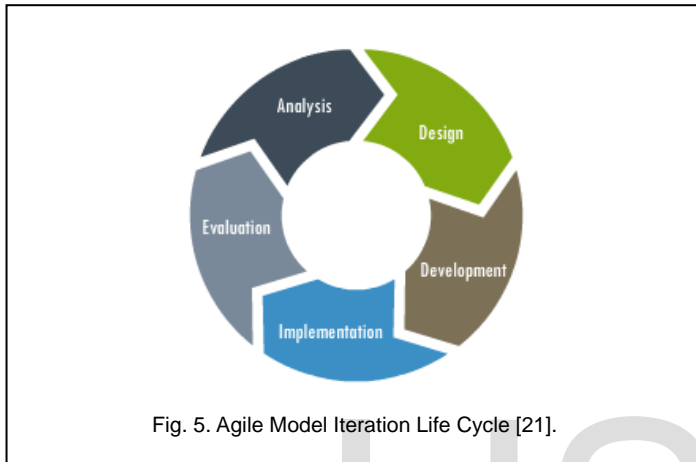 Analysis
Design
Evaluation
Development
Implementation
Fig. 5. Agile Model Iteration Life Cycle [21].